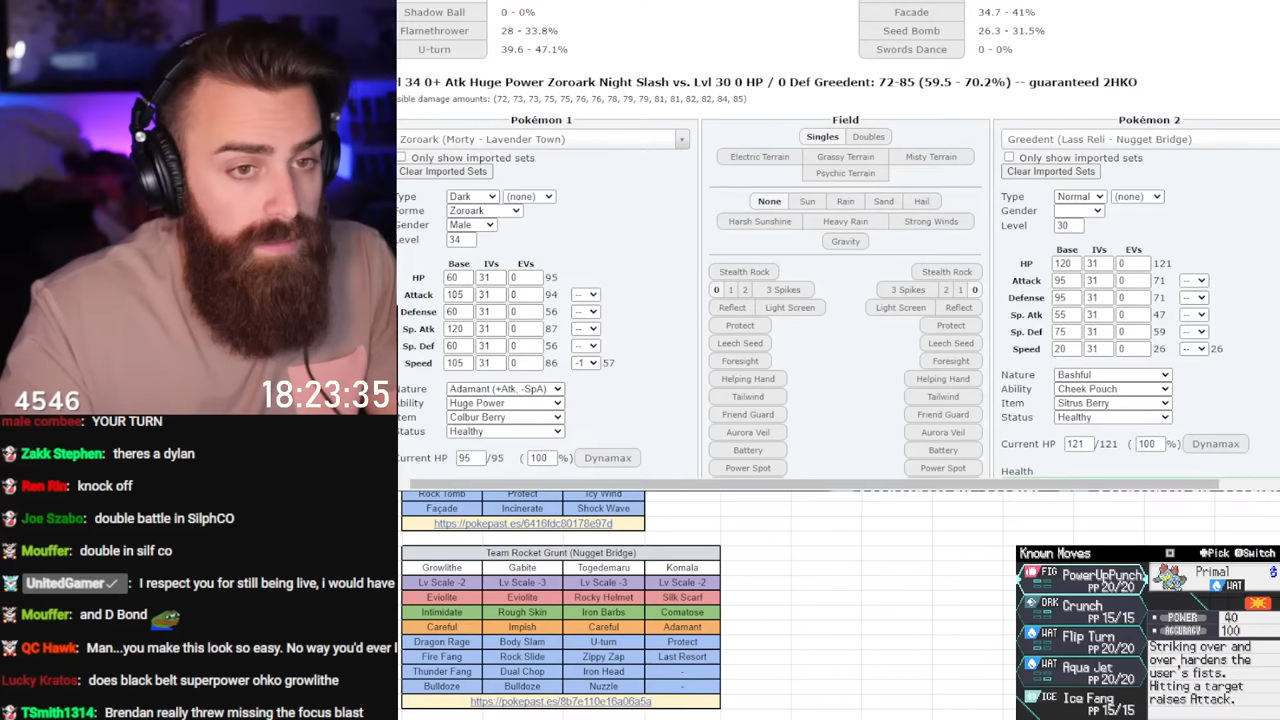 Shadow Ball 0 - 0%
Flamethrower 28 - 33.8%
U-turn 39.6 - 47.1%
Facade 34.7 - 41%
Seed Bomb 26.3 - 31.5%
Swords Dance 0 - 0%
l 34 0+ Atk Huge Power Zoroark Night Slash vs. Lvl 30 0 HP / 0 Def Greedent: 72-85 (59.5 - 70.2%) -- guaranteed 2HKO
sible damage amounts: (72, 73, 73, 75, 75, 76, 76, 78, 79, 79, 81, 81, 82, 82, 84, 85)
Pokémon 1
Zoroark (Morty - Lavender Town)
Only show imported sets
Clear Imported Sets
Type Dark (none)
Forme Zoroark
Gender Male
Level 34
Base IVs EVs
HP 60 31 0 95
Attack 105 31 0 94 --
Defense 60 31 0 56 --
Sp. Atk 120 31 0 87 --
Sp. Def 60 31 0 56 --
Speed 105 31 0 86 -1 57
Nature Adamant (+Atk, -SpA)
Ability Huge Power
Item Colbur Berry
Status Healthy
Current HP 95 /95 ( 100 %) Dynamax
Field
Singles Doubles
Electric Terrain Grassy Terrain Misty Terrain
Psychic Terrain
None Sun Rain Sand Hail
Harsh Sunshine Heavy Rain Strong Winds
Gravity
Stealth Rock Stealth Rock
0 1 2 3 Spikes 3 Spikes 2 1 0
Reflect Light Screen Light Screen Reflect
Protect Protect
Leech Seed Leech Seed
Foresight Foresight
Helping Hand Helping Hand
Tailwind Tailwind
Friend Guard Friend Guard
Aurora Veil Aurora Veil
Battery Battery
Power Spot Power Spot
Pokémon 2
Greedent (Lass Rei - Nugget Bridge)
Only show imported sets
Clear Imported Sets
Type Normal (none)
Gender
Level 30
Base IVs EVs
HP 120 31 0 121
Attack 95 31 0 71 --
Defense 95 31 0 71 --
Sp. Atk 55 31 0 47 --
Sp. Def 75 31 0 59 --
Speed 20 31 0 26 -- 26
Nature Bashful
Ability Cheek Pouch
Item Sitrus Berry
Status Healthy
Current HP 121 /121 ( 100 %) Dynamax
Health
4546
18:23:35
male combee: YOUR TURN
Zakk Stephen: theres a dylan
Ren Rin: knock off
Joe Szabo: double battle in SilphCO
Mouffer: double in silf co
UnitedGamer: I respect you for still being live, i would have
Mouffer: and D Bond
QC Hawk: Man...you make this look so easy. No way you'd ever l
Lucky Kratos: does black belt superpower ohko growlithe
TSmith1314: Brendan really threw missing the focus blast
Rock Tomb Protect Icy Wind
Façade Incinerate Shock Wave
https://pokepast.es/6416fdc80178e97d
Team Rocket Grunt (Nugget Bridge)
Growlithe Gabite Togedemaru Komala
Lv Scale -2 Lv Scale -3 Lv Scale -3 Lv Scale -2
Eviolite Eviolite Rocky Helmet Silk Scarf
Intimidate Rough Skin Iron Barbs Comatose
Careful Impish Careful Adamant
Dragon Rage Body Slam U-turn Protect
Fire Fang Rock Slide Zippy Zap Last Resort
Thunder Fang Dual Chop Iron Head -
Bulldoze Bulldoze Nuzzle -
https://pokepast.es/8b7e110e16a06a5a
Known Moves Pick Switch
FIG PowerUpPunch
PP 20/20
DRK Crunch
PP 15/15
WAT Flip Turn
PP 20/20
WAT Aqua Jet
PP 20/20
ICE Ice Fang
PP 15/15
Primal
WAT
POWER 40
ACCURACY 100
Striking over and
over hardens the
user's fists.
Hitting a target
raises Attack.